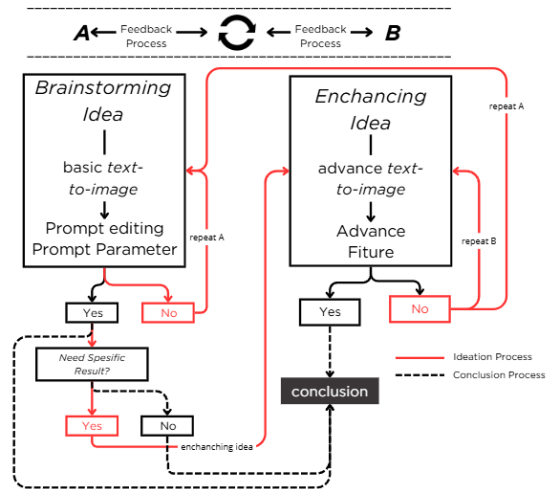 A
Feedback
Process
Feedback
Process
B
Brainstorming
Idea
basic text-
to-image
Prompt editing
Prompt Parameter
Enchancing
Idea
advance text-
to-image
Advance
Fiture
repeat A
repeat A
repeat B
Yes
No
Yes
No
Need Spesific
Result?
Yes
No
enchanching idea
conclusion
Ideation Process
Conclusion Process